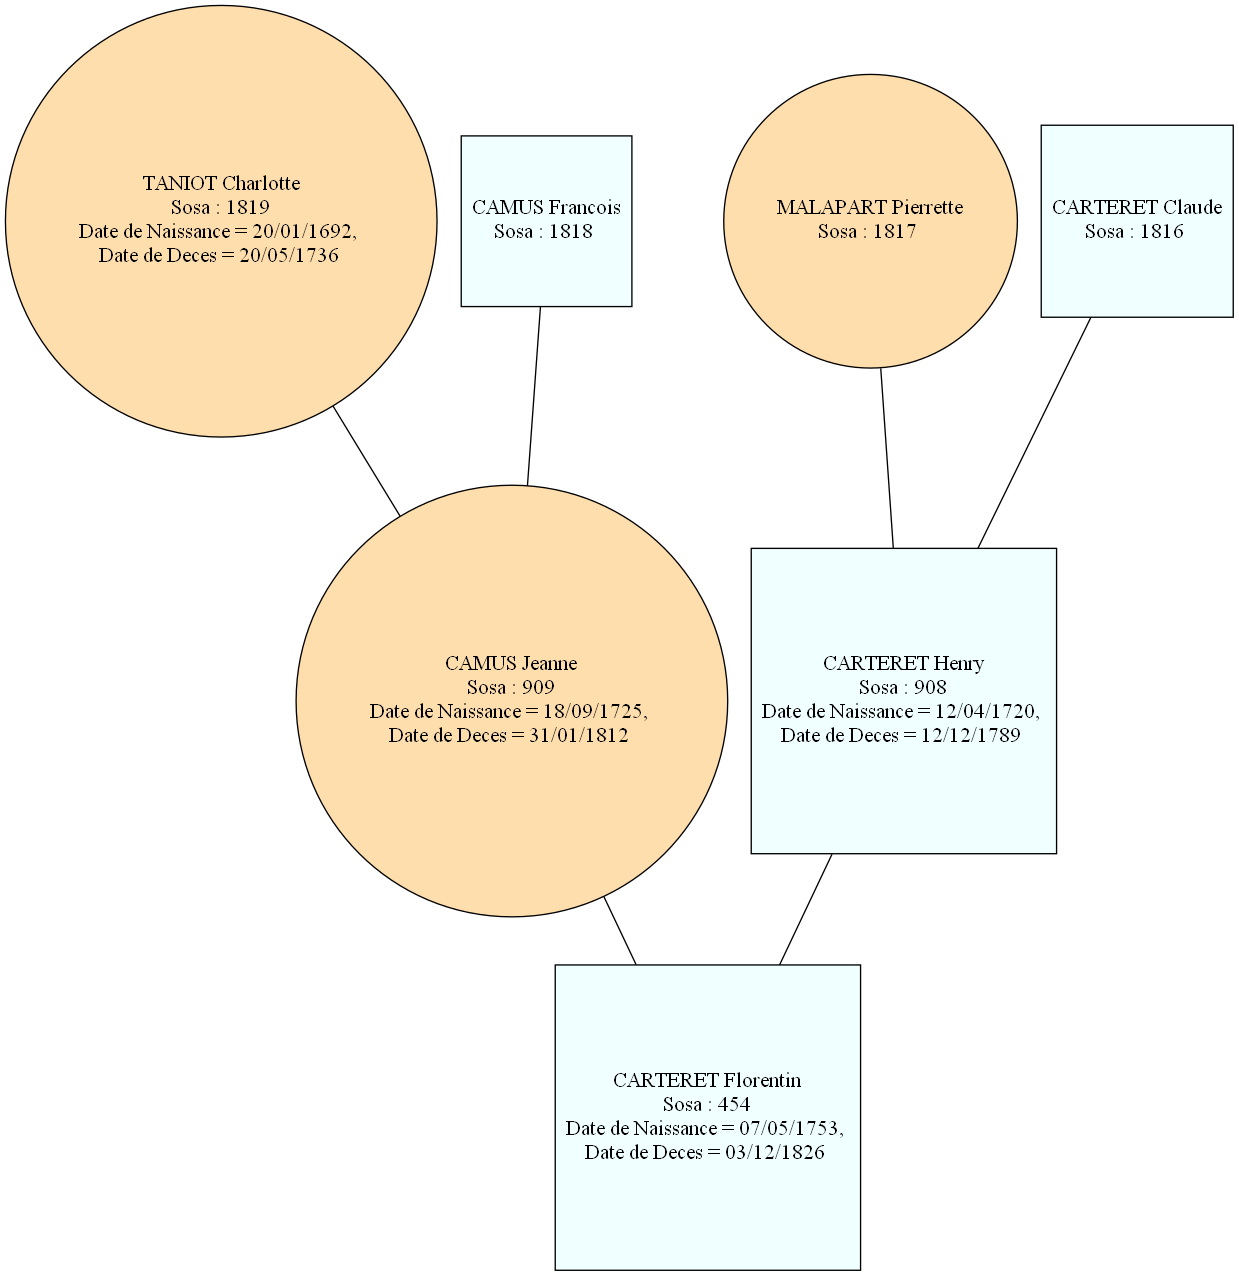 TANIOT Charlotte
Sosa : 1819
Date de Naissance = 20/01/1692,
Date de Deces = 20/05/1736
CAMUS Francois
Sosa : 1818
MALAPART Pierrette
Sosa : 1817
CARTERET Claude
Sosa : 1816
CAMUS Jeanne
Sosa : 909
Date de Naissance = 18/09/1725,
Date de Deces = 31/01/1812
CARTERET Henry
Sosa : 908
Date de Naissance = 12/04/1720,
Date de Deces = 12/12/1789
CARTERET Florentin
Sosa : 454
Date de Naissance = 07/05/1753,
Date de Deces = 03/12/1826